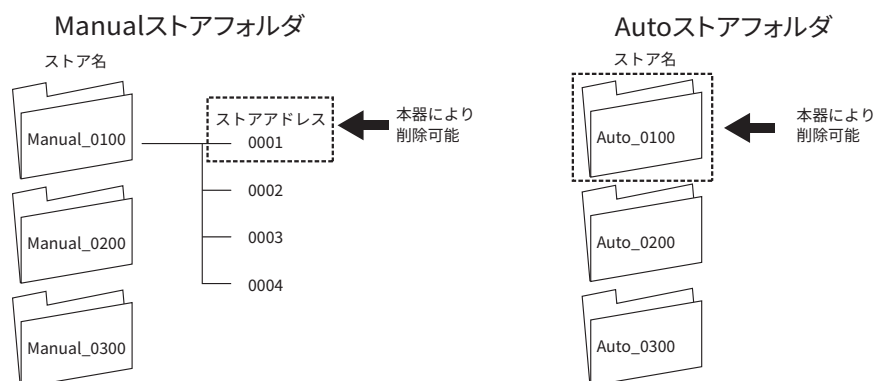 Manualストアフォルダ
ストア名
Manual_0100
Manual_0200
Manual_0300
ストアアドレス
0001
0002
0003
0004
本器により
削除可能
Autoストアフォルダ
ストア名
Auto_0100
Auto_0200
Auto_0300
本器により
削除可能